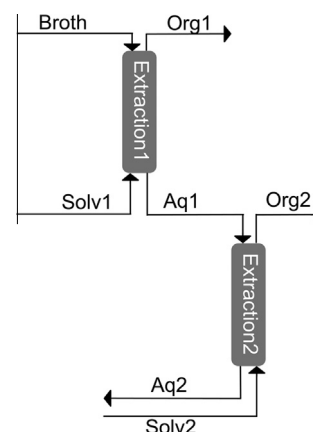 Broth
Org1
Extraction1
Solv1
Aq1
Org2
Extraction2
Aq2
Solv2